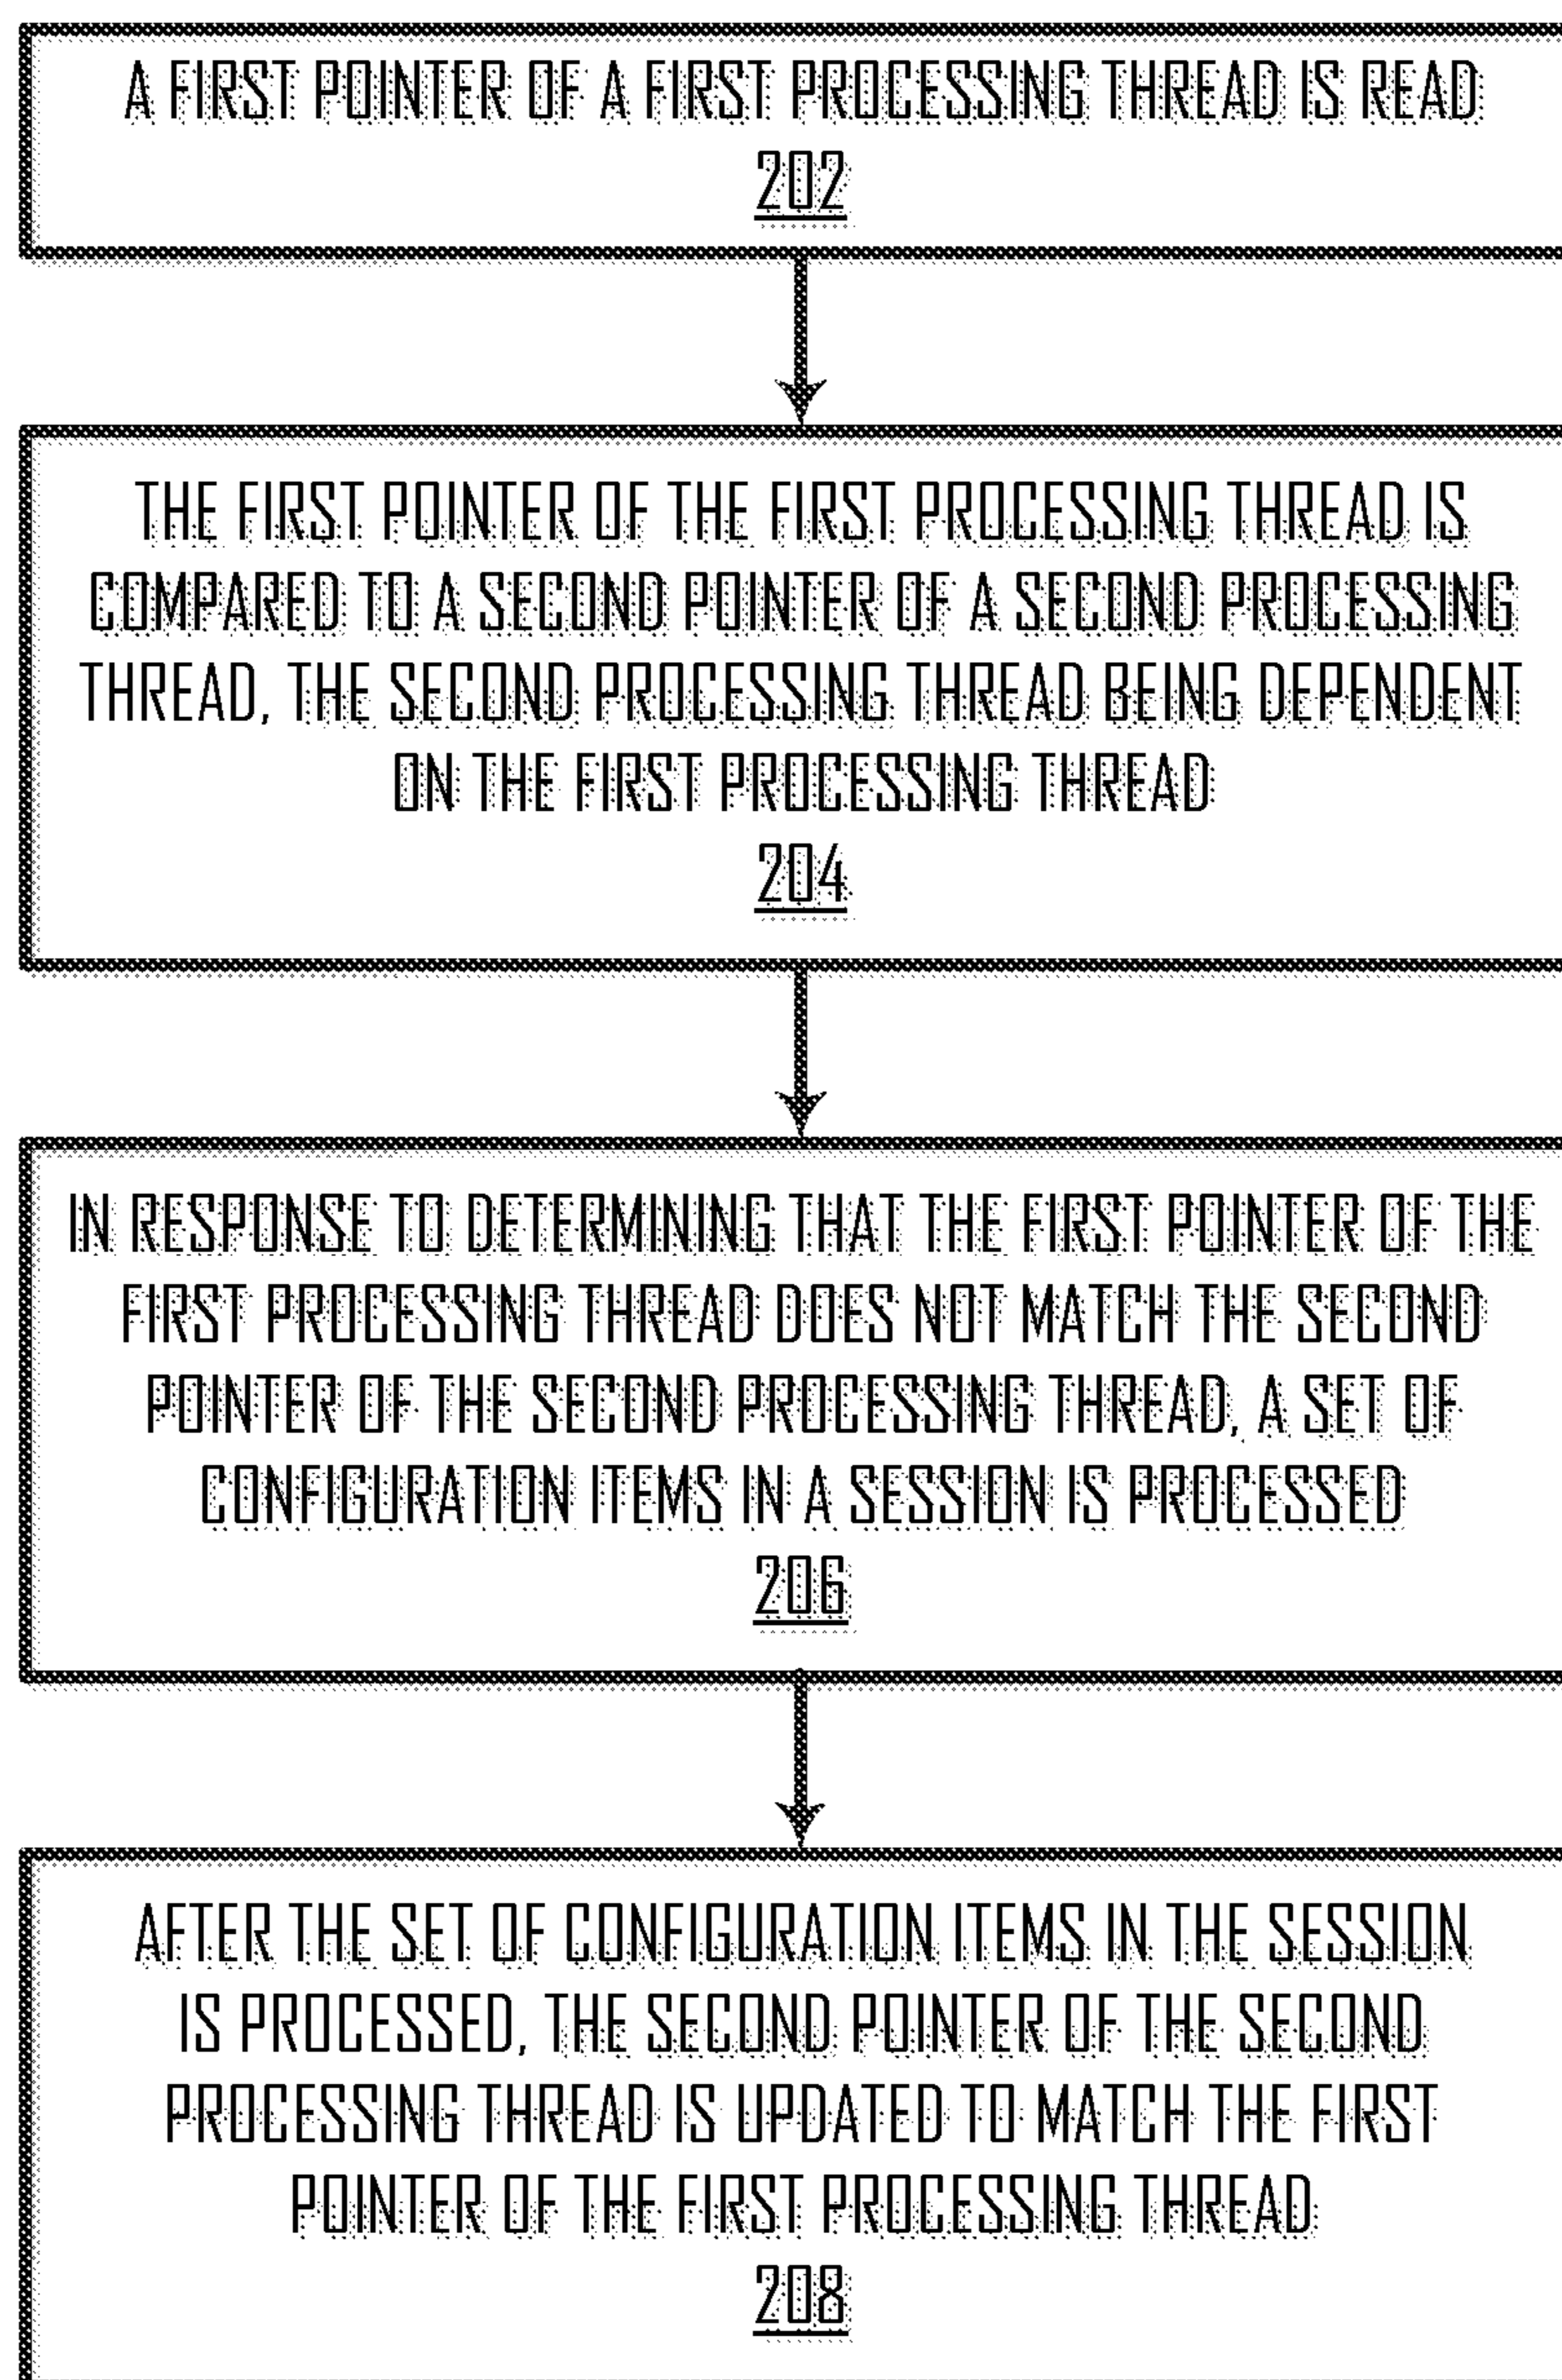 A FIRST POINTER OF A FIRST PROCESSING THREAD IS READ
202
THE FIRST POINTER OF THE FIRST PROCESSING THREAD IS
COMPARED TO A SECOND POINTER OF A SECOND PROCESSING
THREAD, THE SECOND PROCESSING THREAD BEING DEPENDENT
ON THE FIRST PROCESSING THREAD
204
IN RESPONSE TO DETERMINING THAT THE FIRST POINTER OF THE
FIRST PROCESSING THREAD DOES NOT MATCH THE SECOND
POINTER OF THE SECOND PROCESSING THREAD, A SET OF
CONFIGURATION ITEMS IN A SESSION IS PROCESSED
206
AFTER THE SET OF CONFIGURATION ITEMS IN THE SESSION
IS PROCESSED, THE SECOND POINTER OF THE SECOND
PROCESSING THREAD IS UPDATED TO MATCH THE FIRST
POINTER OF THE FIRST PROCESSING THREAD
208